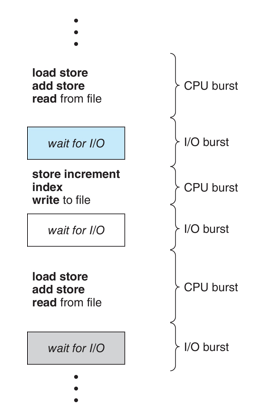 load store
add store
read from file
CPU burst
wait for I/O
I/O burst
store increment
index
write to file
CPU burst
wait for I/O
I/O burst
load store
add store
read from file
CPU burst
wait for I/O
I/O burst